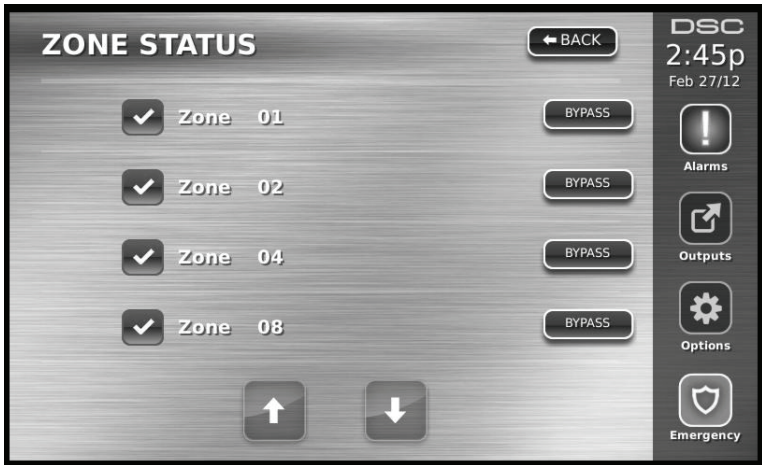 ZONE STATUS
BACK
Zone 01
BYPASS
Zone 02
BYPASS
Zone 04
BYPASS
Zone 08
BYPASS
DSC
2:45p
Feb 27/12
!
Alarms
Outputs
Options
Emergency